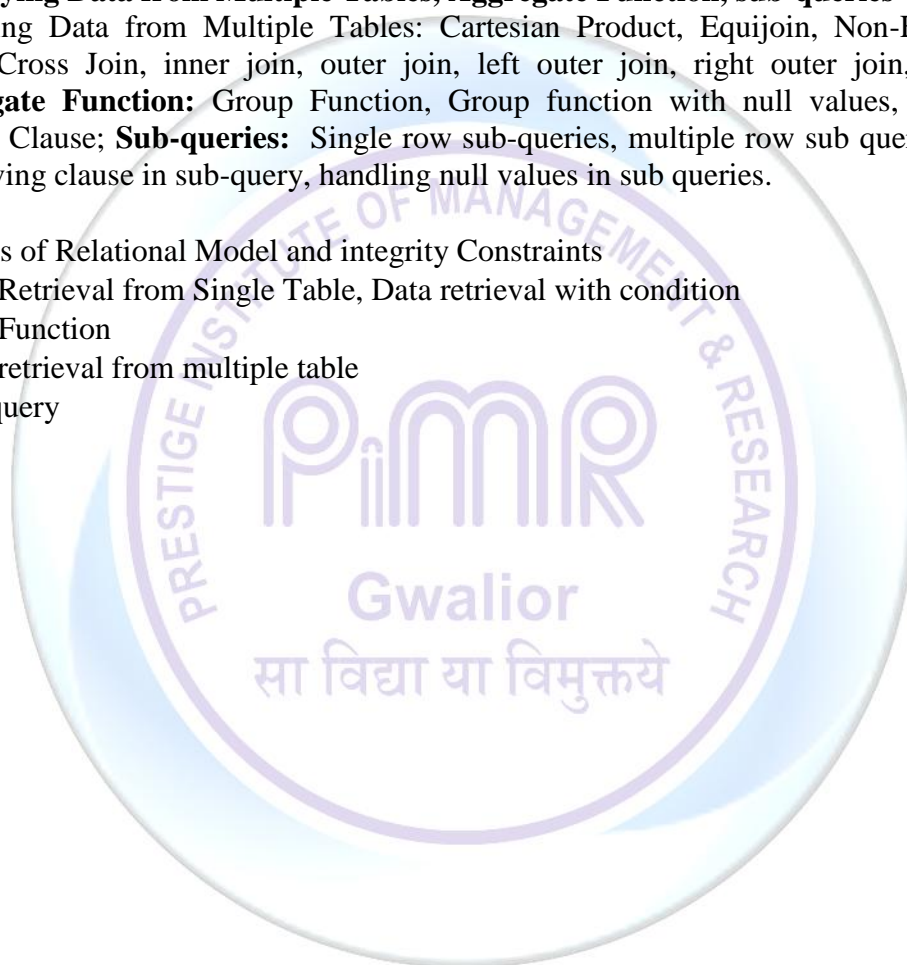 ying Data from Multiple Tables, Aggregate Function, sub-queries
ing Data from Multiple Tables: Cartesian Product, Equijoin, Non-E
Cross Join, inner join, outer join, left outer join, right outer join,
gate Function: Group Function, Group function with null values,
Clause; Sub-queries: Single row sub-queries, multiple row sub quer
ving clause in sub-query, handling null values in sub queries.
s of Relational Model and integrity Constraints
Retrieval from Single Table, Data retrieval with condition
Function
retrieval from multiple table
query
PRESTIGE INSTITUTE OF MANAGEMENT & RESEARCH
PiMR
Gwalior
सा विद्या या विमुक्तये